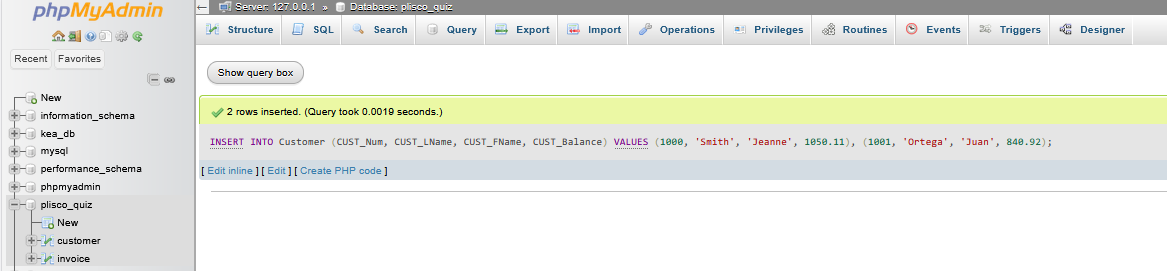 phpMyAdmin
Recent Favorites
New
information_schema
kea_db
mysql
performance_schema
phpmyadmin
plisco_quiz
New
customer
invoice
Server: 127.0.0.1 » Database: plisco_quiz
Structure SQL Search Query Export Import Operations Privileges Routines Events Triggers Designer
Show query box
2 rows inserted. (Query took 0.0019 seconds.)
INSERT INTO Customer (CUST_Num, CUST_LName, CUST_FName, CUST_Balance) VALUES (1000, 'Smith', 'Jeanne', 1050.11), (1001, 'Ortega', 'Juan', 840.92);
[ Edit inline ] [ Edit ] [ Create PHP code ]